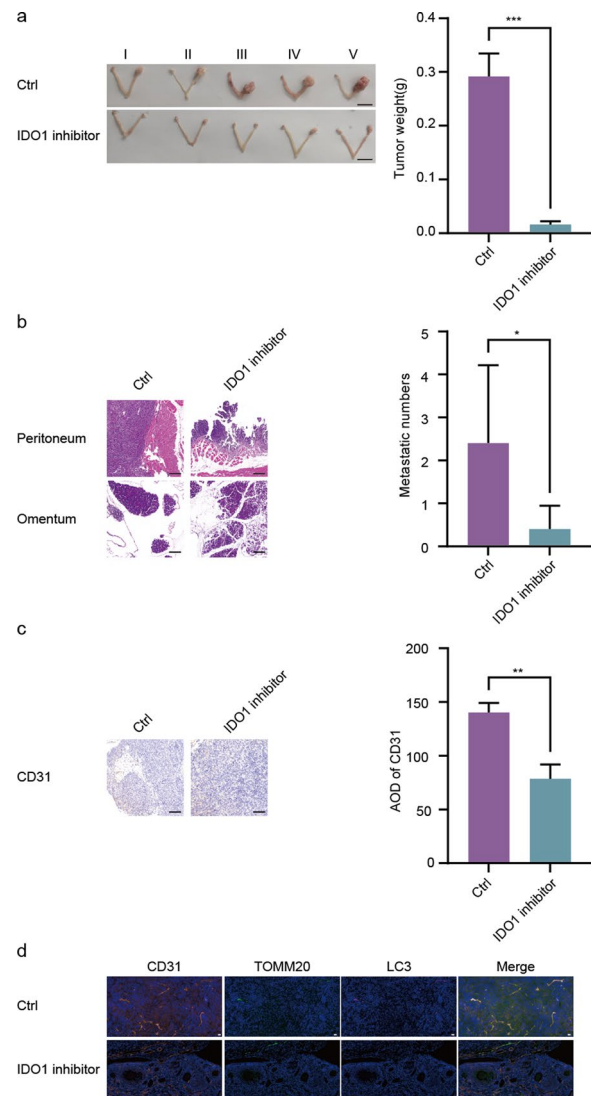 a
I II III IV V
Ctrl
IDO1 inhibitor
Tumor weight(g)
0.4
0.3
0.2
0.1
0.0
***
Ctrl
IDO1 inhibitor
b
Ctrl
IDO1 inhibitor
Peritoneum
Omentum
Metastatic numbers
5
4
3
2
1
0
*
Ctrl
IDO1 inhibitor
c
Ctrl
IDO1 inhibitor
CD31
AOD of CD31
200
150
100
50
0
**
Ctrl
IDO1 inhibitor
d
CD31 TOMM20 LC3 Merge
Ctrl
IDO1 inhibitor